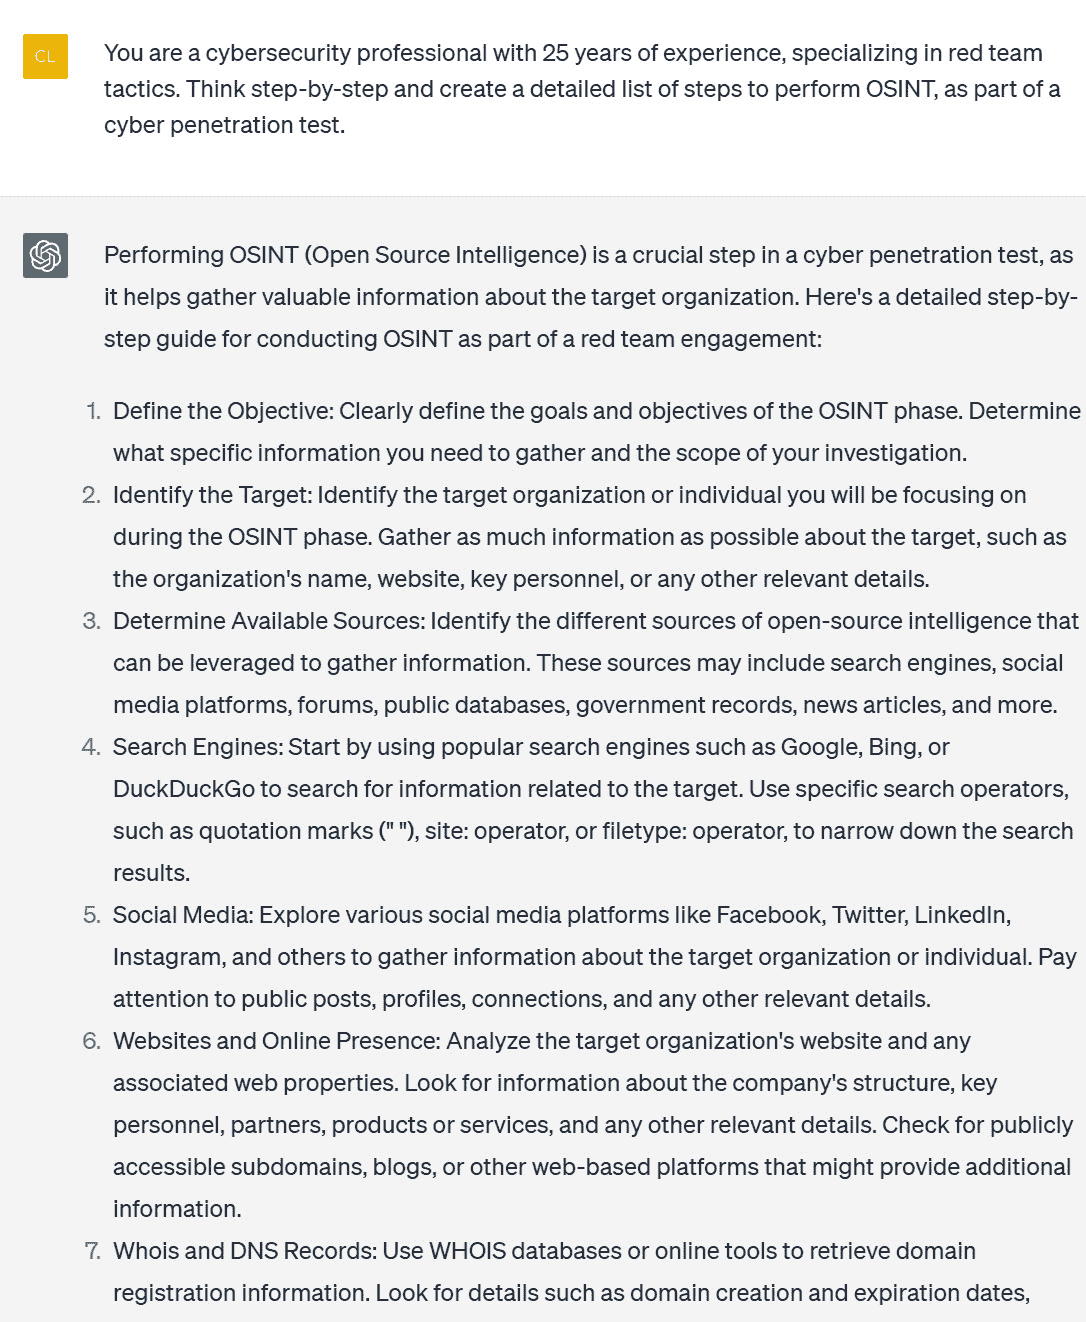 CL
You are a cybersecurity professional with 25 years of experience, specializing in red team
tactics. Think step-by-step and create a detailed list of steps to perform OSINT, as part of a
cyber penetration test.
Performing OSINT (Open Source Intelligence) is a crucial step in a cyber penetration test, as
it helps gather valuable information about the target organization. Here's a detailed step-by-
step guide for conducting OSINT as part of a red team engagement:
1. Define the Objective: Clearly define the goals and objectives of the OSINT phase. Determine
what specific information you need to gather and the scope of your investigation.
2. Identify the Target: Identify the target organization or individual you will be focusing on
during the OSINT phase. Gather as much information as possible about the target, such as
the organization's name, website, key personnel, or any other relevant details.
3. Determine Available Sources: Identify the different sources of open-source intelligence that
can be leveraged to gather information. These sources may include search engines, social
media platforms, forums, public databases, government records, news articles, and more.
4. Search Engines: Start by using popular search engines such as Google, Bing, or
DuckDuckGo to search for information related to the target. Use specific search operators,
such as quotation marks (" "), site: operator, or filetype: operator, to narrow down the search
results.
5. Social Media: Explore various social media platforms like Facebook, Twitter, LinkedIn,
Instagram, and others to gather information about the target organization or individual. Pay
attention to public posts, profiles, connections, and any other relevant details.
6. Websites and Online Presence: Analyze the target organization's website and any
associated web properties. Look for information about the company's structure, key
personnel, partners, products or services, and any other relevant details. Check for publicly
accessible subdomains, blogs, or other web-based platforms that might provide additional
information.
7. Whois and DNS Records: Use WHOIS databases or online tools to retrieve domain
registration information. Look for details such as domain creation and expiration dates,